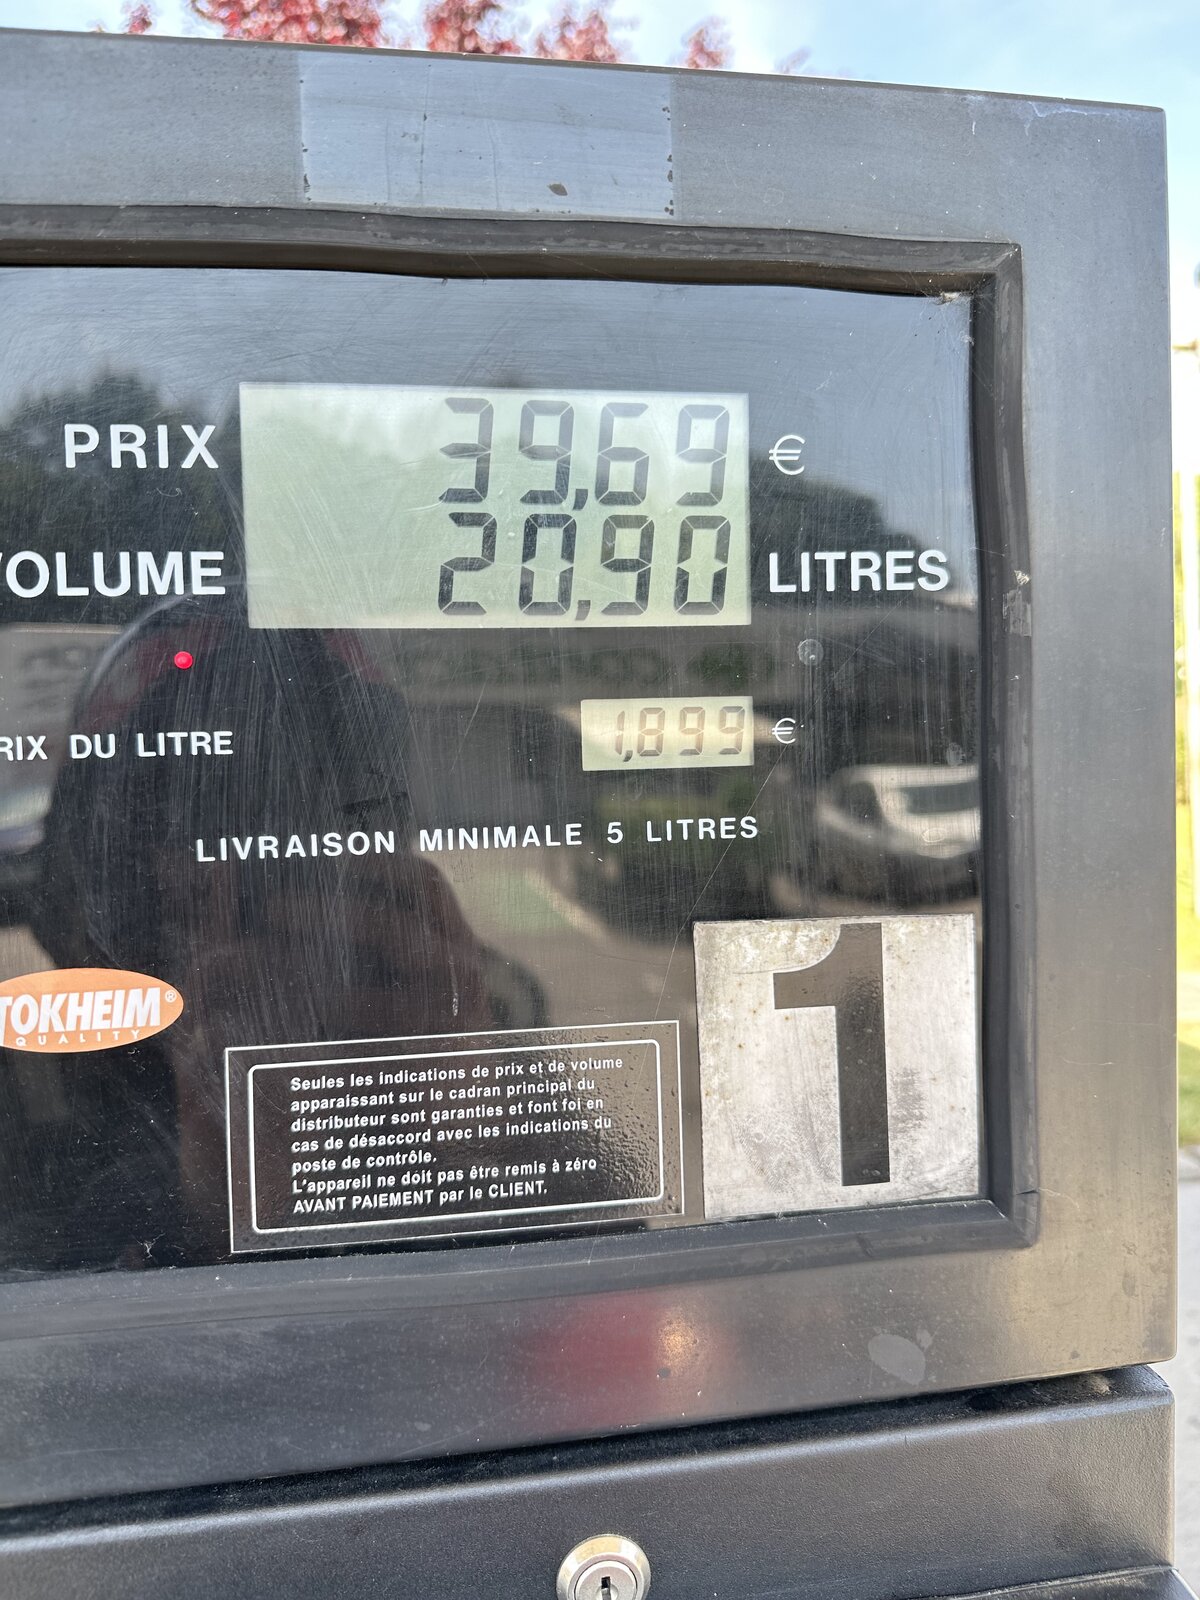 PRIX 39,69 €
VOLUME 20,90 LITRES
PRIX DU LITRE 1,899 €
LIVRAISON MINIMALE 5 LITRES
1
TOKHEIM®
QUALITY
Seules les indications de prix et de volume
apparaissant sur le cadran principal du
distributeur sont garanties et font foi en
cas de désaccord avec les indications du
poste de contrôle.
L'appareil ne doit pas être remis à zéro
AVANT PAIEMENT par le CLIENT.